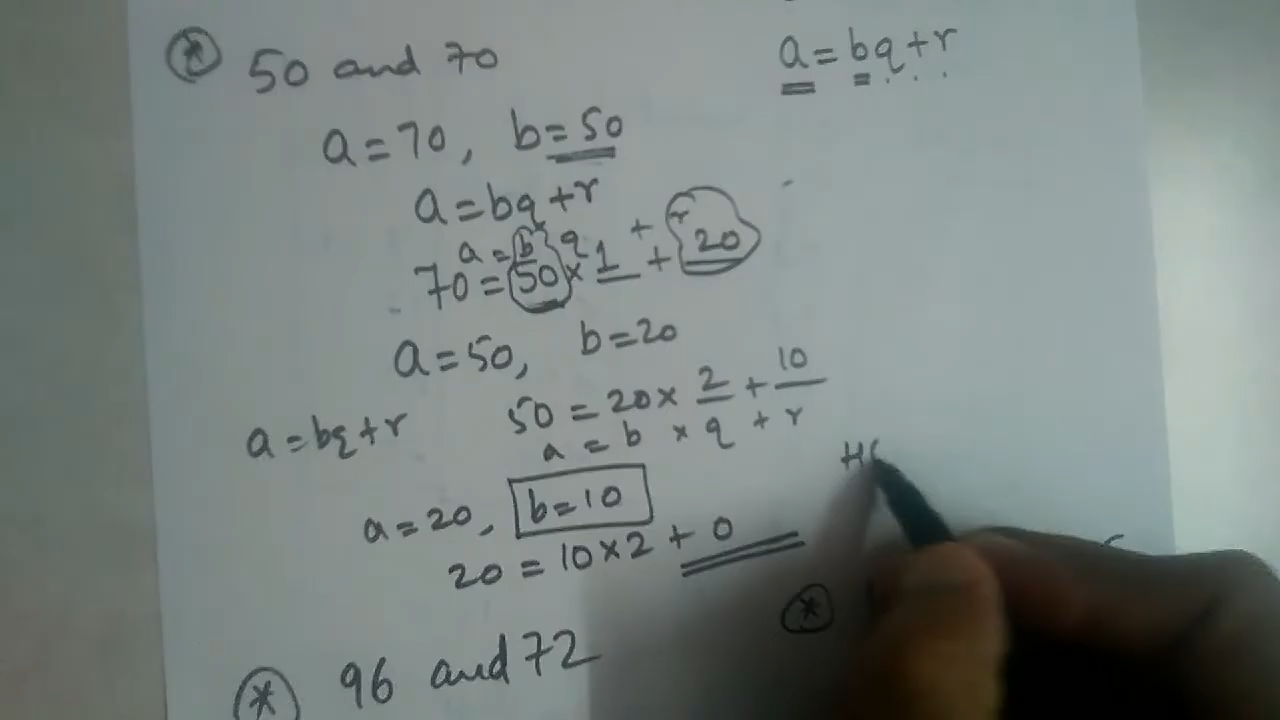 * 50 and 70
a = bq + r
a = 70, b = 50
a = bq + r
a = b × q + r
70 = 50 × 1 + 20
a = 50, b = 20
50 = 20 × 2 + 10
a = bq + r
a = b × q + r
HC
a = 20, b = 10
20 = 10 × 2 + 0
*
* 96 and 72